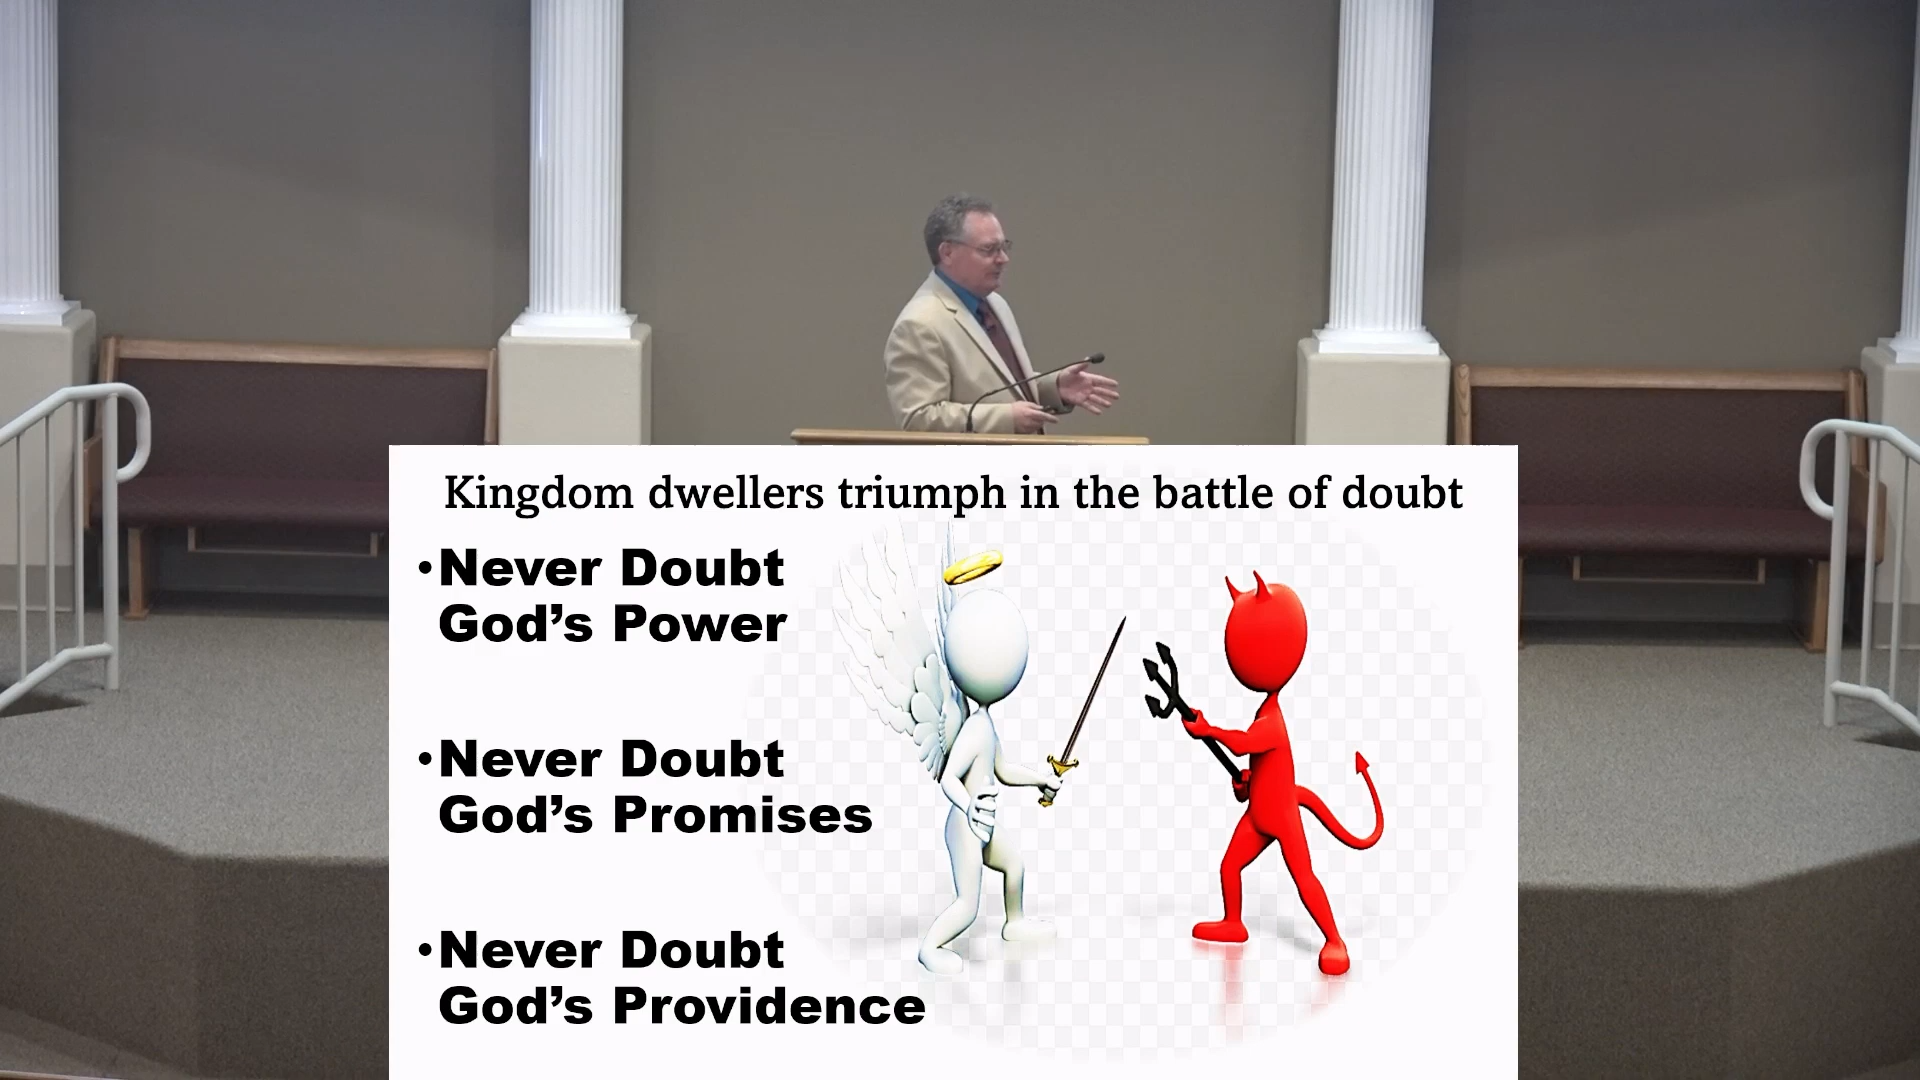 Kingdom dwellers triumph in the battle of doubt
•Never Doubt
God’s Power
•Never Doubt
God’s Promises
•Never Doubt
God’s Providence